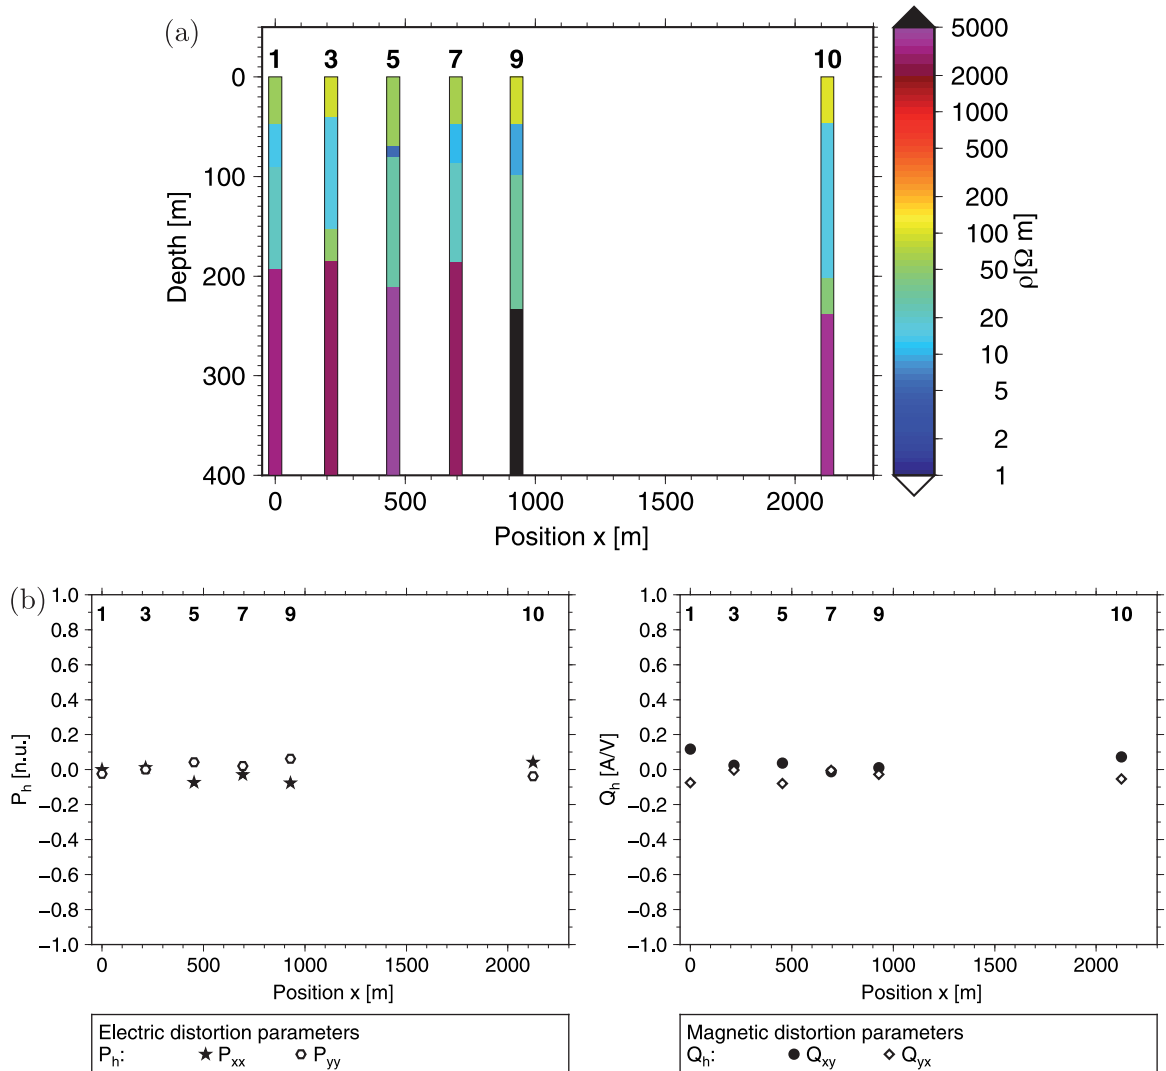 (a)
1 3 5 7 9 10
0
100
200
300
400
Depth [m]
0 500 1000 1500 2000
Position x [m]
5000
2000
1000
500
200
100
50
20
10
5
2
1
ρ[Ω m]
(b)
1 3 5 7 9 10
1.0
0.8
0.6
0.4
0.2
0.0
−0.2
−0.4
−0.6
−0.8
−1.0
P_h [n.u.]
0 500 1000 1500 2000
Position x [m]
Electric distortion parameters
P_h: P_xx P_yy
1 3 5 7 9 10
1.0
0.8
0.6
0.4
0.2
0.0
−0.2
−0.4
−0.6
−0.8
−1.0
Q_h [A/V]
0 500 1000 1500 2000
Position x [m]
Magnetic distortion parameters
Q_h: Q_xy Q_yx